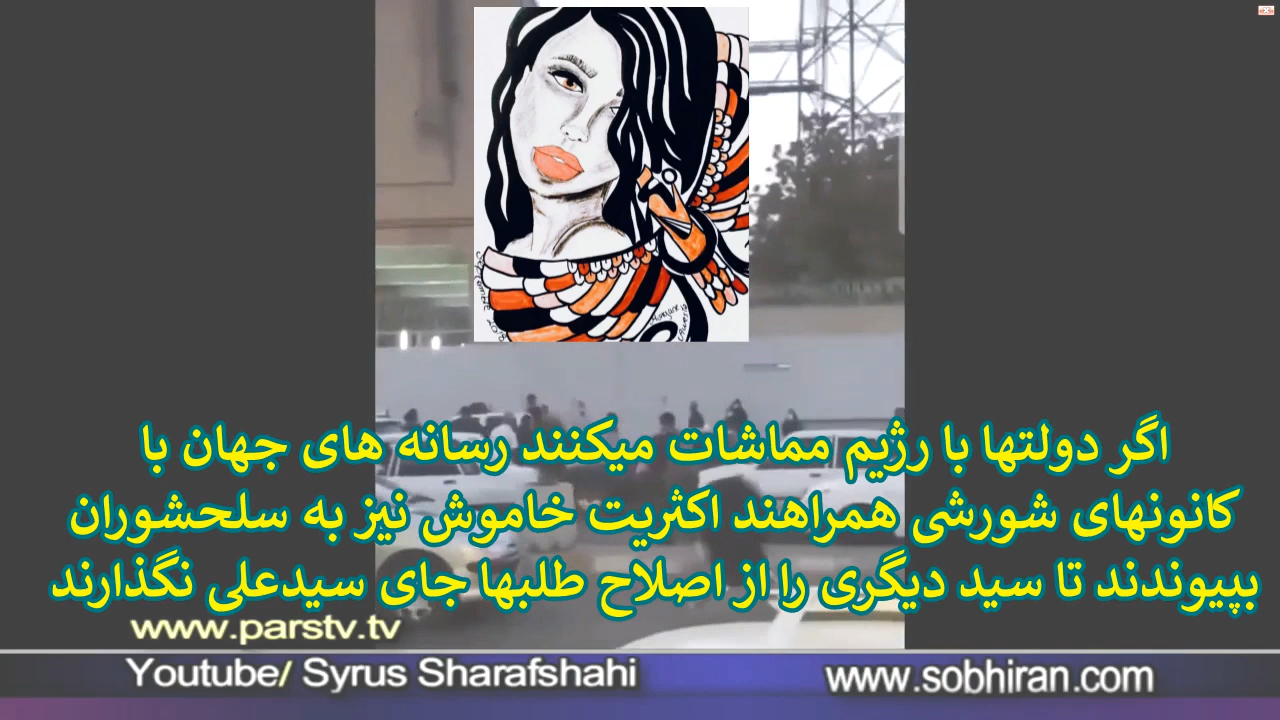 اگر دولتها با رژیم مماشات میکنند رسانه های جهان با
کانونهای شورشی همراهند اکثریت خاموش نیز به سلحشوران
بپیوندند تا سید دیگری را از اصلاح طلبها جای سیدعلی نگذارند
www.parstv.tv
Youtube/ Syrus Sharafshahi
www.sobhiran.com